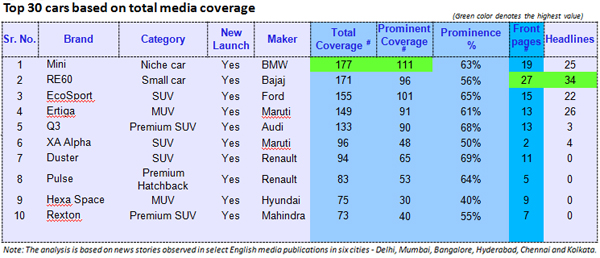 Top 30 cars based on total media coverage
(Green color denotes the highest value)
Sr. No. Brand Category New Launch Maker Total Coverage # Prominent Coverage # Prominence % Front pages # Headlines
1 Mini Niche car Yes BMW 177 111 63% 19 25
2 RE60 Small car Yes Bajaj 171 96 56% 27 34
3 EcoSport SUV Yes Ford 155 101 65% 15 22
4 Ertiga MUV Yes Maruti 149 91 61% 13 26
5 Q3 Premium SUV Yes Audi 133 90 68% 13 3
6 XA Alpha SUV Yes Maruti 96 48 50% 2 4
7 Duster SUV Yes Renault 94 65 69% 11 0
8 Pulse Premium Hatchback Yes Renault 83 53 64% 5 0
9 Hexa Space MUV Yes Hyundai 75 30 40% 9 0
10 Rexton Premium SUV Yes Mahindra 73 40 55% 7 0
Note: The analysis is based on news stories observed in select English media publications in six cities - Delhi, Mumbai, Bangalore, Hyderabad, Chennai and Kolkata.